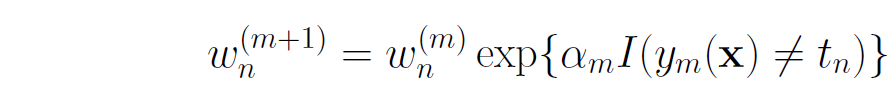 w_n^{(m+1)} = w_n^{(m)} exp{α_m I(y_m(𝐱) ≠ t_n)}